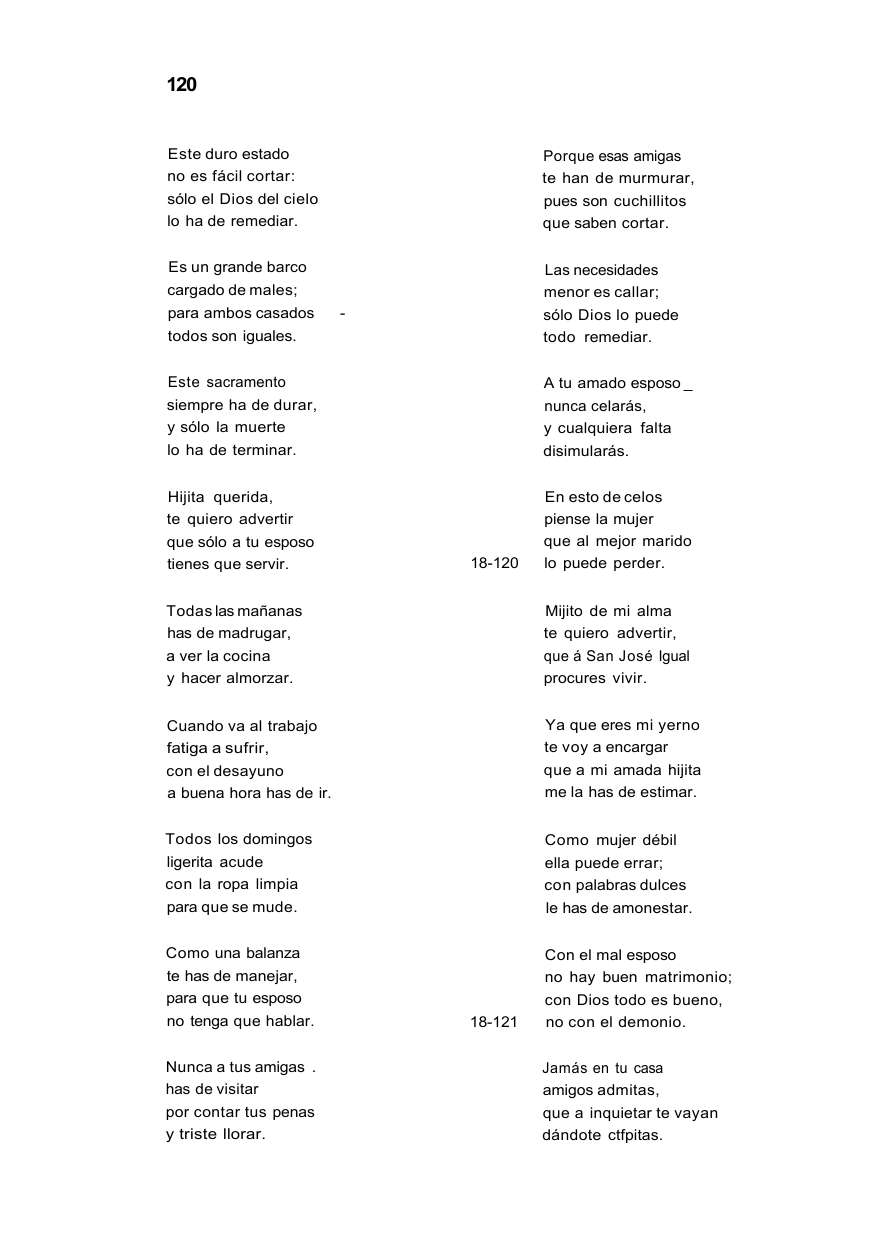 120
Este duro estado
no es fácil cortar:
sólo el Dios del cielo
lo ha de remediar.
Es un grande barco
cargado de males;
para ambos casados -
todos son iguales.
Este sacramento
siempre ha de durar,
y sólo la muerte
lo ha de terminar.
Hijita querida,
te quiero advertir
que sólo a tu esposo
tienes que servir.
Todas las mañanas
has de madrugar,
a ver la cocina
y hacer almorzar.
Cuando va al trabajo
fatiga a sufrir,
con el desayuno
a buena hora has de ir.
Todos los domingos
ligerita acude
con la ropa limpia
para que se mude.
Como una balanza
te has de manejar,
para que tu esposo
no tenga que hablar.
Nunca a tus amigas .
has de visitar
por contar tus penas
y triste llorar.
Porque esas amigas
te han de murmurar,
pues son cuchillitos
que saben cortar.
Las necesidades
menor es callar;
sólo Dios lo puede
todo remediar.
A tu amado esposo _
nunca celarás,
y cualquiera falta
disimularás.
En esto de celos
piense la mujer
que al mejor marido
18-120 lo puede perder.
Mijito de mi alma
te quiero advertir,
que á San José Igual
procures vivir.
Ya que eres mi yerno
te voy a encargar
que a mi amada hijita
me la has de estimar.
Como mujer débil
ella puede errar;
con palabras dulces
le has de amonestar.
Con el mal esposo
no hay buen matrimonio;
con Dios todo es bueno,
18-121 no con el demonio.
Jamás en tu casa
amigos admitas,
que a inquietar te vayan
dándote ctfpitas.